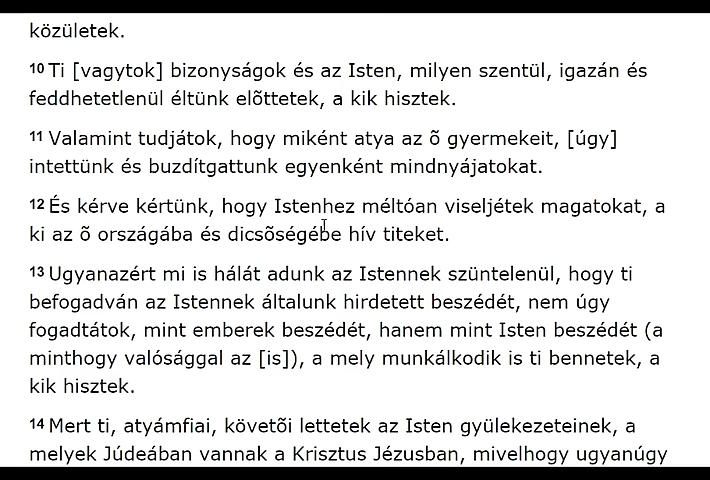 közületek.
10 Ti [vagytok] bizonyságok és az Isten, milyen szentül, igazán és
feddhetetlenül éltünk elõttetek, a kik hisztek.
11 Valamint tudjátok, hogy miként atya az õ gyermekeit, [úgy]
intettünk és buzdítgattunk egyenként mindnyájatokat.
12 És kérve kértünk, hogy Istenhez méltóan viseljétek magatokat, a
ki az õ országába és dicsõségébe hív titeket.
13 Ugyanazért mi is hálát adunk az Istennek szüntelenül, hogy ti
befogadván az Istennek általunk hirdetett beszédét, nem úgy
fogadtátok, mint emberek beszédét, hanem mint Isten beszédét (a
minthogy valósággal az [is]), a mely munkálkodik is ti bennetek, a
kik hisztek.
14 Mert ti, atyámfiai, követõi lettetek az Isten gyülekezeteinek, a
melyek Júdeában vannak a Krisztus Jézusban, mivelhogy ugyanúgy